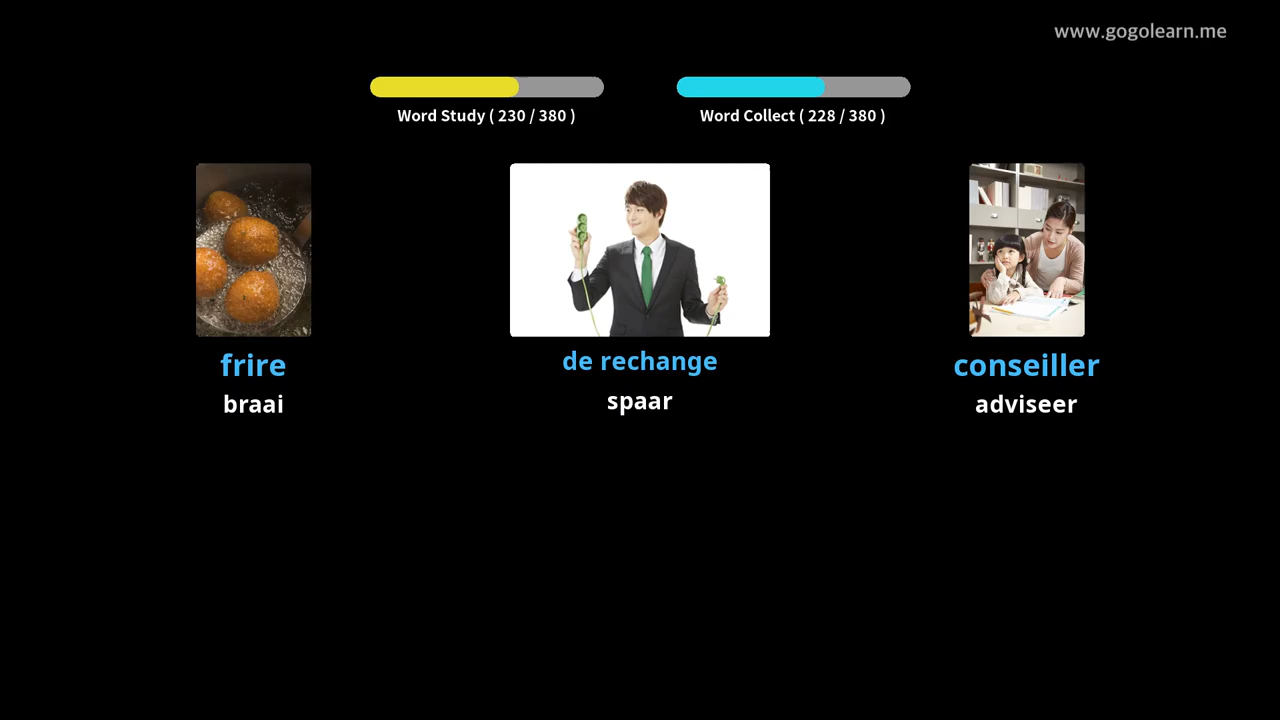 www.gogolearn.me
Word Study ( 230 / 380 )
Word Collect ( 228 / 380 )
frire
braai
de rechange
spaar
conseiller
adviseer